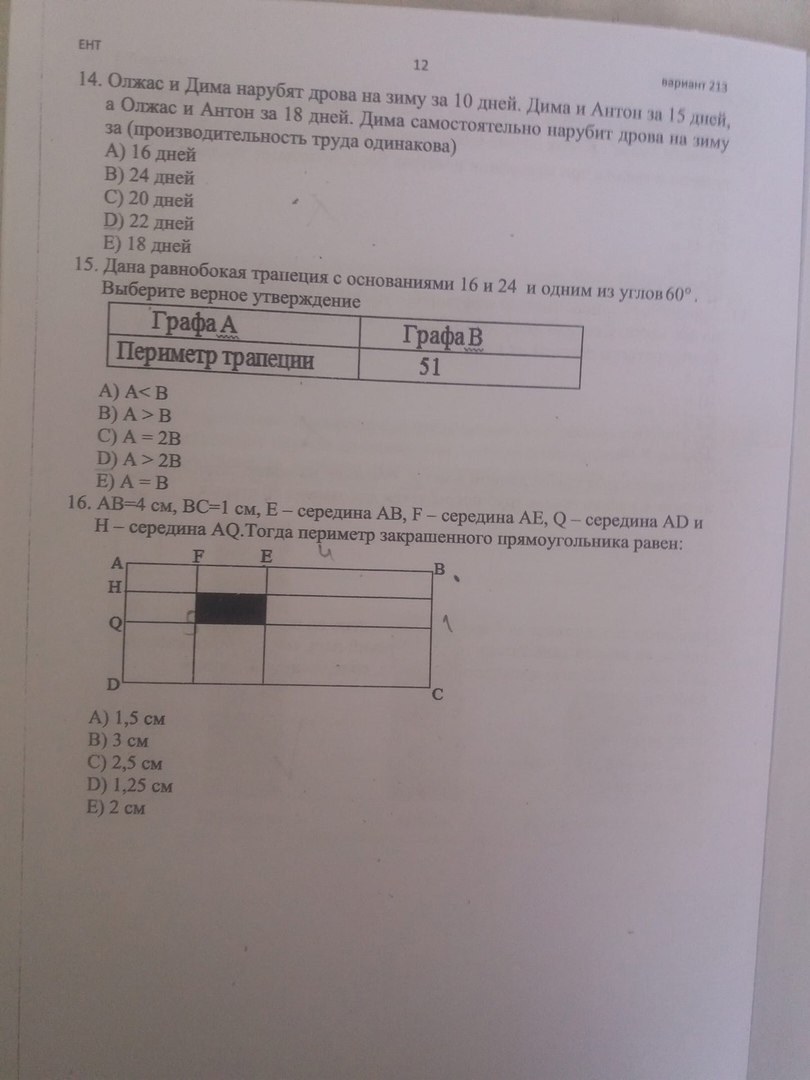 ЕНТ
12
вариант 213
14. Олжас и Дима нарубят дрова на зиму за 10 дней. Дима и Антон за 15 дней,
а Олжас и Антон за 18 дней. Дима самостоятельно нарубит дрова на зиму
за (производительность труда одинакова)
A) 16 дней
B) 24 дней
C) 20 дней
D) 22 дней
E) 18 дней
15. Дана равнобокая трапеция с основаниями 16 и 24 и одним из углов 60°.
Выберите верное утверждение
Графа А Графа В
Периметр трапеции 51
A) A< B
B) A > B
C) A = 2B
D) A > 2B
E) A = B
16. AB=4 см, BC=1 см, E – середина AB, F – середина AE, Q – середина AD и
H – середина AQ.Тогда периметр закрашенного прямоугольника равен:
4
A F E B
H
Q 1
D C
A) 1,5 см
B) 3 см
C) 2,5 см
D) 1,25 см
E) 2 см